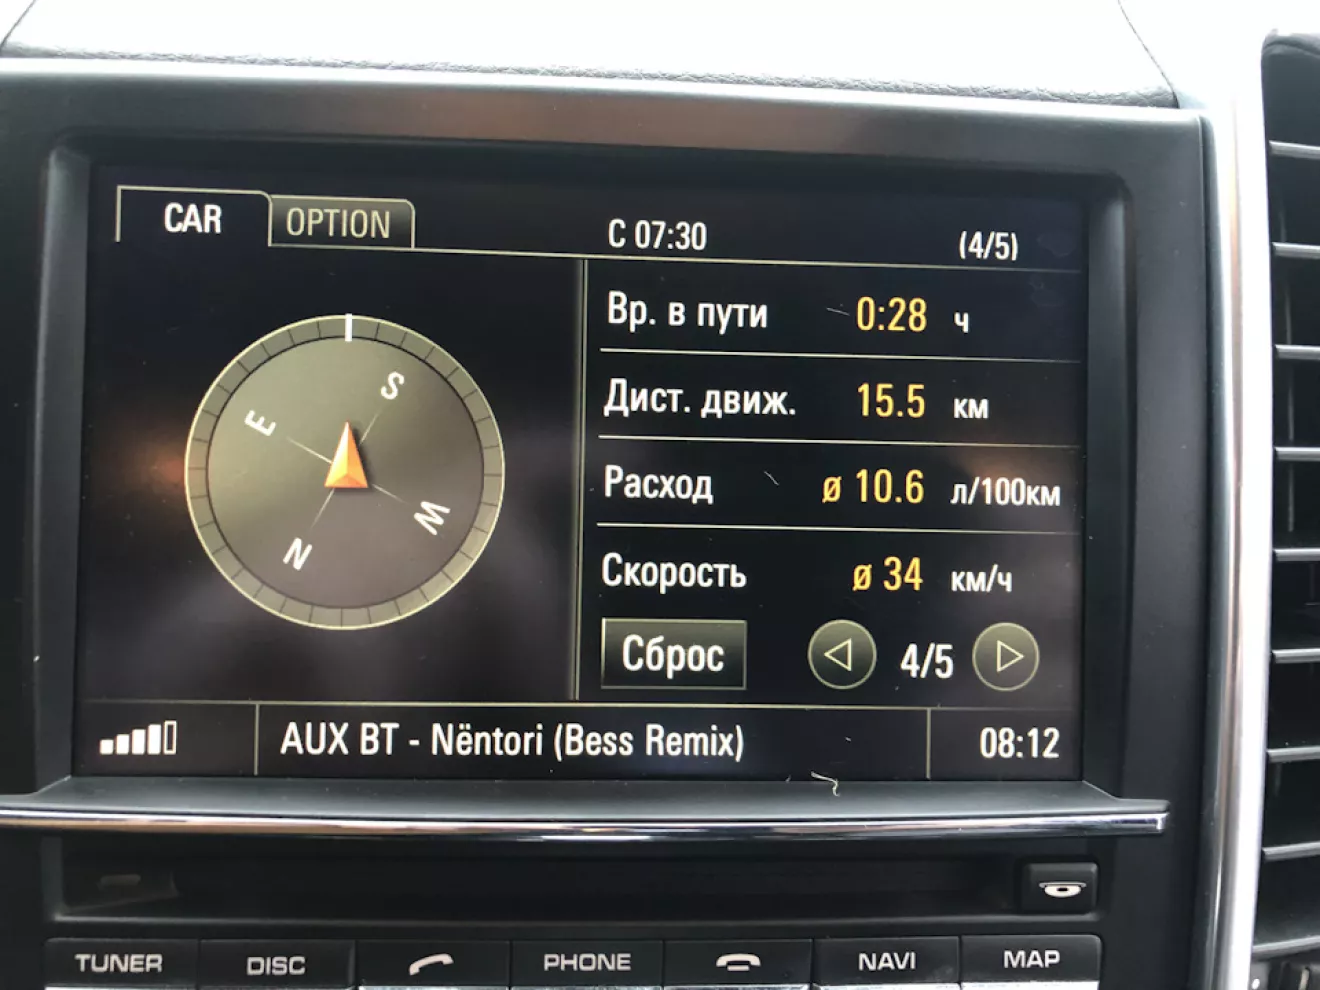 CAR OPTION
С 07:30 (4/5)
Вр. в пути 0:28 ч
Дист. движ. 15.5 км
Расход ø 10.6 л/100км
Скорость ø 34 км/ч
S
E
W
N
Сброс 4/5
AUX BT - Nëntori (Bess Remix) 08:12
TUNER DISC PHONE NAVI MAP